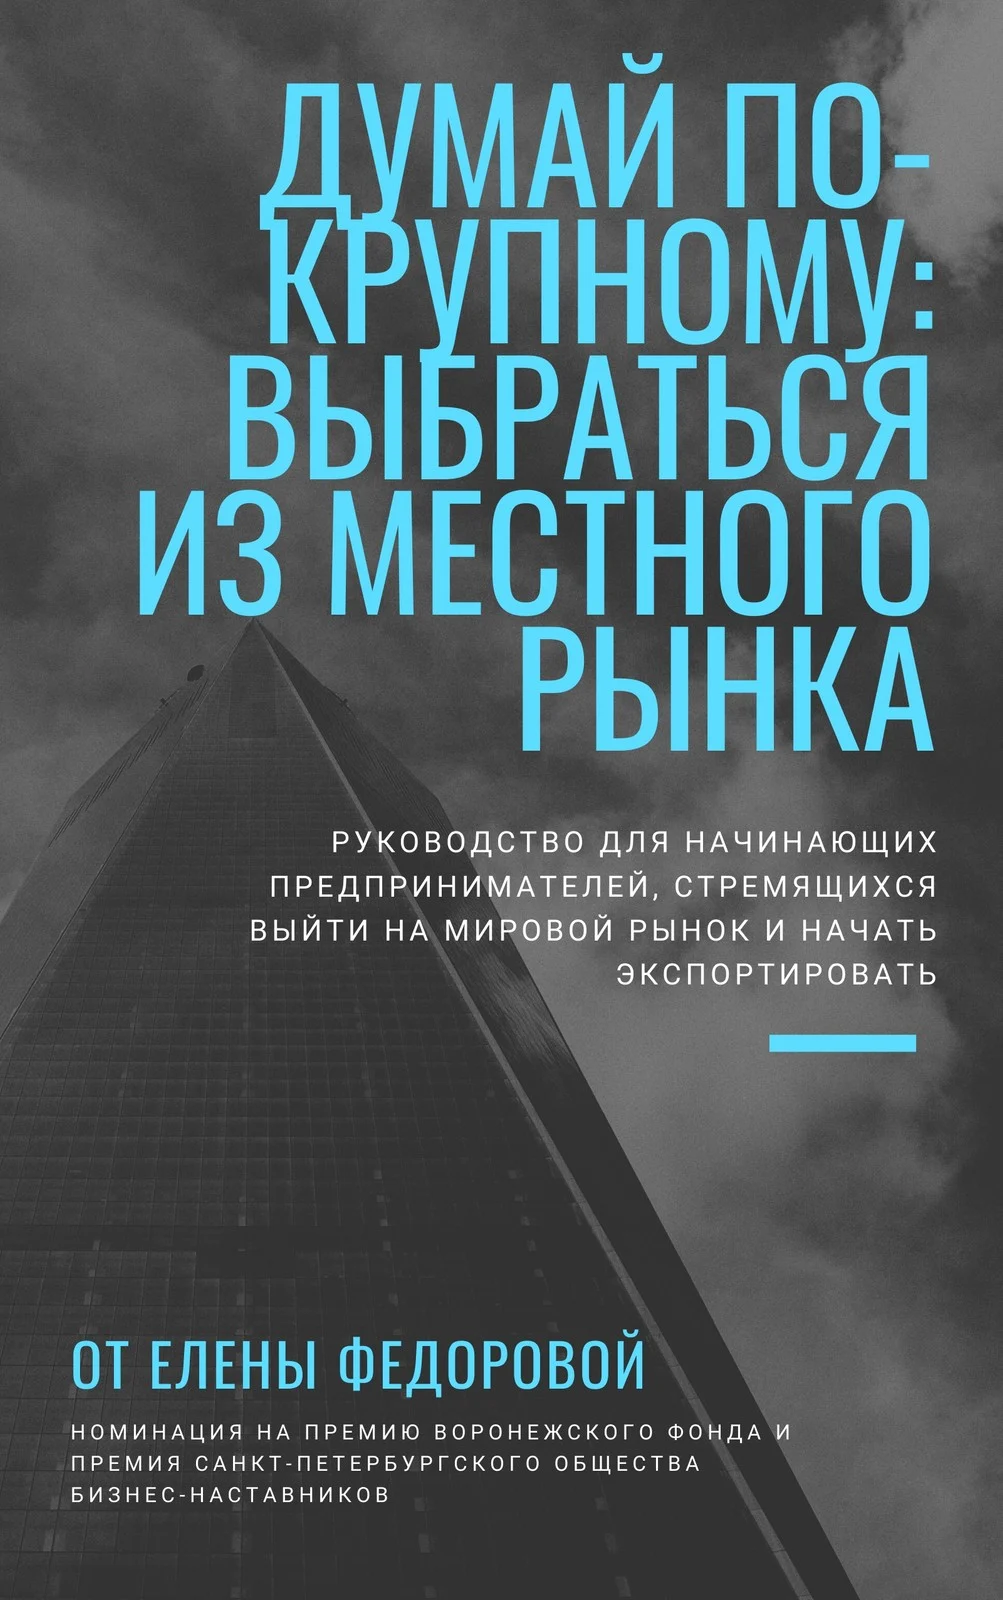 ДУМАЙ ПО-
КРУПНОМУ:
ВЫБРАТЬСЯ
ИЗ МЕСТНОГО
РЫНКА
РУКОВОДСТВО ДЛЯ НАЧИНАЮЩИХ
ПРЕДПРИНИМАТЕЛЕЙ, СТРЕМЯЩИХСЯ
ВЫЙТИ НА МИРОВОЙ РЫНОК И НАЧАТЬ
ЭКСПОРТИРОВАТЬ
ОТ ЕЛЕНЫ ФЕДОРОВОЙ
НОМИНАЦИЯ НА ПРЕМИЮ ВОРОНЕЖСКОГО ФОНДА И
ПРЕМИЯ САНКТ-ПЕТЕРБУРГСКОГО ОБЩЕСТВА
БИЗНЕС-НАСТАВНИКОВ